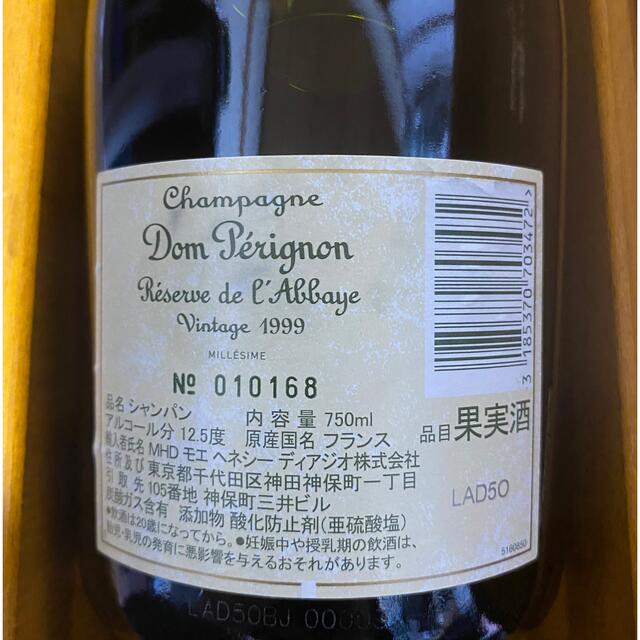 Champagne
Dom Pérignon
Réserve de l'Abbaye
Vintage 1999
MILLÉSIME
№ 010168
品名 シャンパン 内容量 750ml
アルコール分 12.5度 原産国名 フランス
輸入者氏名 MHD モエ ヘネシー ディアジオ株式会社
住所及び 東京都千代田区神田神保町一丁目
引取先 105番地 神保町三井ビル
炭酸ガス含有 添加物 酸化防止剤(亜硫酸塩)
●飲酒は20歳になってから。●妊娠中や授乳期の飲酒は、
胎児・乳児の発育に悪影響を与えるおそれがあります。
3 185370 703472 >
品目 果実酒
LAD5O
5160650
LAD5OBJ